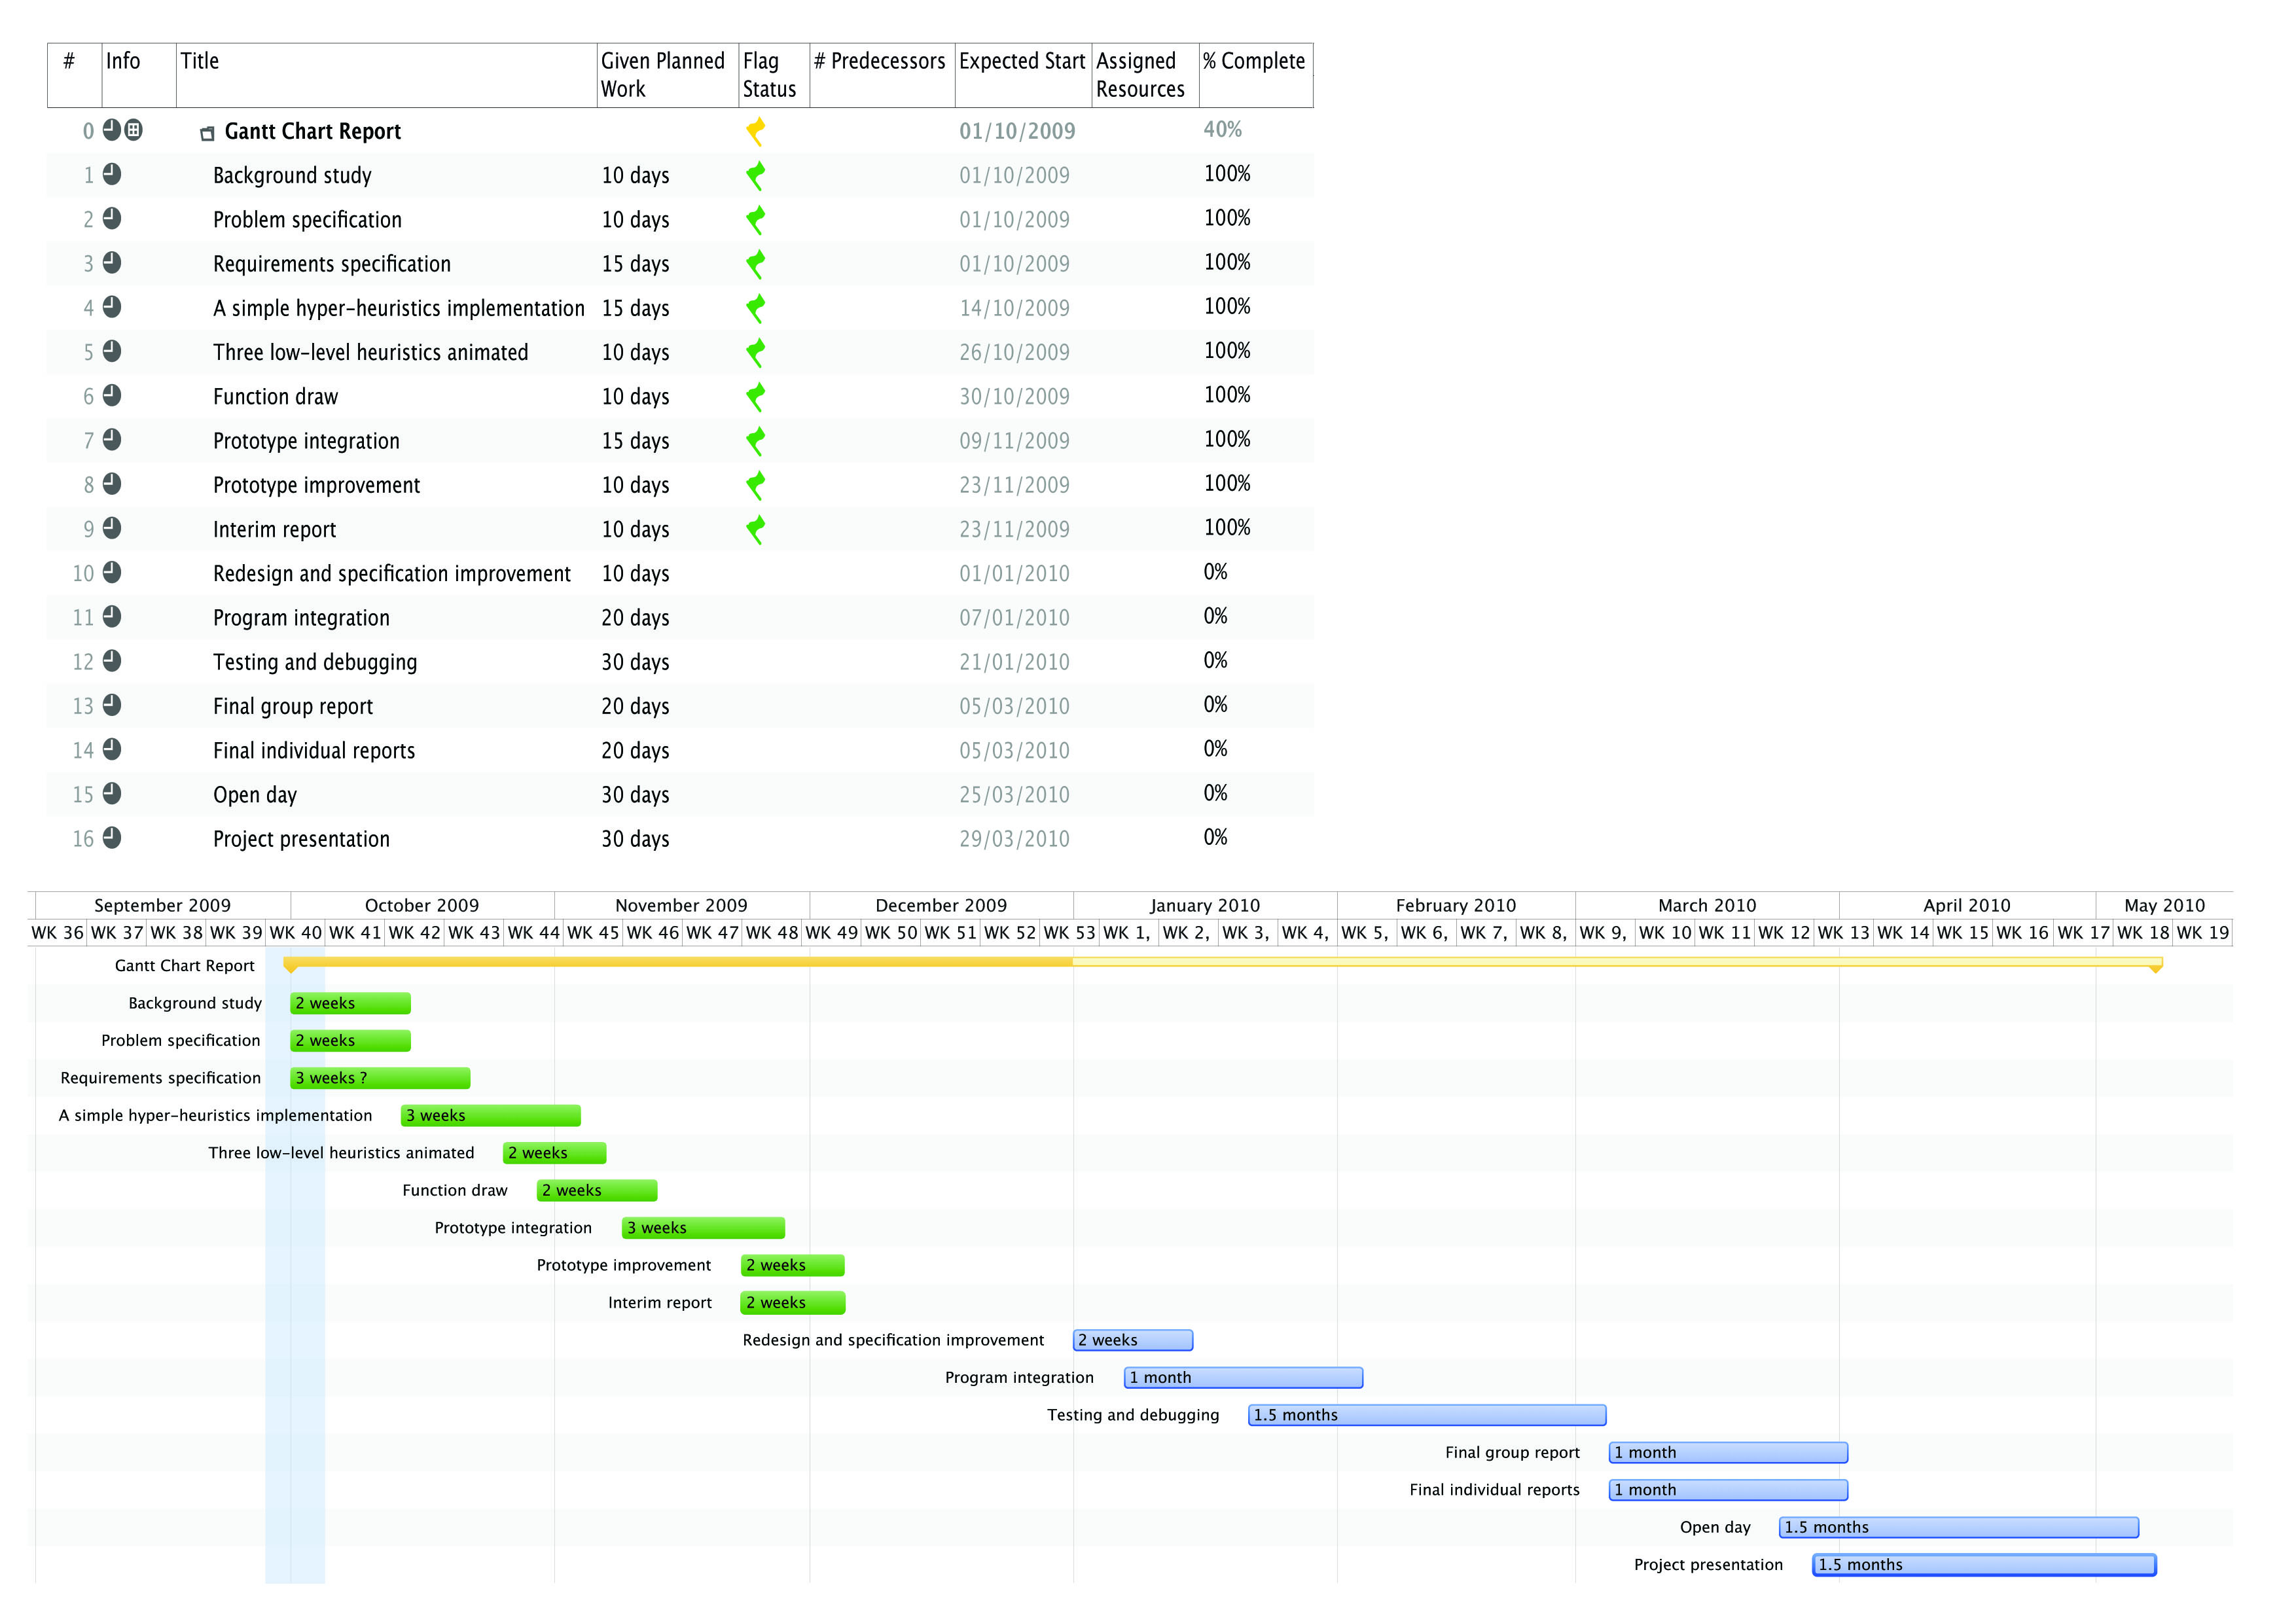 # Info Title Given Planned Work Flag Status # Predecessors Expected Start Assigned Resources % Complete
0 Gantt Chart Report 01/10/2009 40%
1 Background study 10 days 01/10/2009 100%
2 Problem specification 10 days 01/10/2009 100%
3 Requirements specification 15 days 01/10/2009 100%
4 A simple hyper-heuristics implementation 15 days 14/10/2009 100%
5 Three low-level heuristics animated 10 days 26/10/2009 100%
6 Function draw 10 days 30/10/2009 100%
7 Prototype integration 15 days 09/11/2009 100%
8 Prototype improvement 10 days 23/11/2009 100%
9 Interim report 10 days 23/11/2009 100%
10 Redesign and specification improvement 10 days 01/01/2010 0%
11 Program integration 20 days 07/01/2010 0%
12 Testing and debugging 30 days 21/01/2010 0%
13 Final group report 20 days 05/03/2010 0%
14 Final individual reports 20 days 05/03/2010 0%
15 Open day 30 days 25/03/2010 0%
16 Project presentation 30 days 29/03/2010 0%
September 2009 October 2009 November 2009 December 2009 January 2010 February 2010 March 2010 April 2010 May 2010
WK 36 WK 37 WK 38 WK 39 WK 40 WK 41 WK 42 WK 43 WK 44 WK 45 WK 46 WK 47 WK 48 WK 49 WK 50 WK 51 WK 52 WK 53 WK 1, WK 2, WK 3, WK 4, WK 5, WK 6, WK 7, WK 8, WK 9, WK 10 WK 11 WK 12 WK 13 WK 14 WK 15 WK 16 WK 17 WK 18 WK 19
Gantt Chart Report
Background study 2 weeks
Problem specification 2 weeks
Requirements specification 3 weeks ?
A simple hyper-heuristics implementation 3 weeks
Three low-level heuristics animated 2 weeks
Function draw 2 weeks
Prototype integration 3 weeks
Prototype improvement 2 weeks
Interim report 2 weeks
Redesign and specification improvement 2 weeks
Program integration 1 month
Testing and debugging 1.5 months
Final group report 1 month
Final individual reports 1 month
Open day 1.5 months
Project presentation 1.5 months